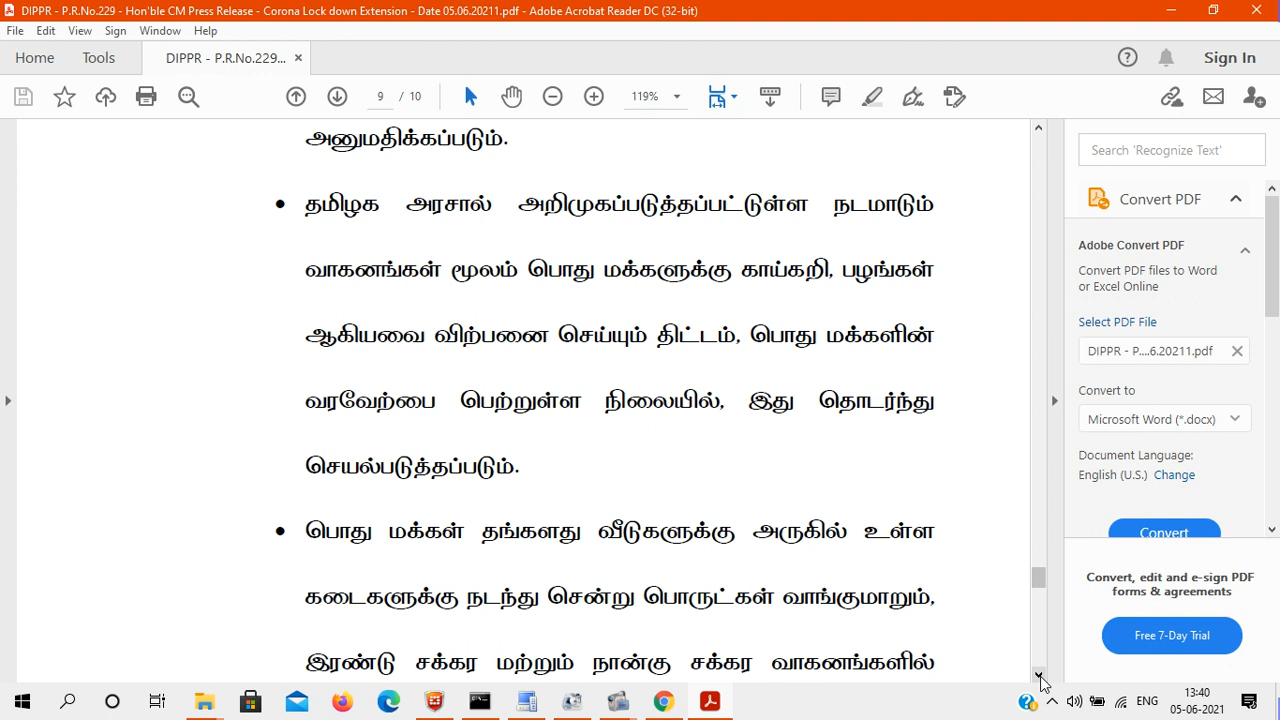 DIPPR - P.R.No.229 - Hon'ble CM Press Release - Corona Lock down Extension - Date 05.06.20211.pdf - Adobe Acrobat Reader DC (32-bit)
File Edit View Sign Window Help
Home Tools DIPPR - P.R.No.229... × Sign In
9 / 10 119%
அனுமதிக்கப்படும்.
• தமிழக அரசால் அறிமுகப்படுத்தப்பட்டுள்ள நடமாடும்
வாகனங்கள் மூலம் பொது மக்களுக்கு காய்கறி, பழங்கள்
ஆகியவை விற்பனை செய்யும் திட்டம், பொது மக்களின்
வரவேற்பை பெற்றுள்ள நிலையில், இது தொடர்ந்து
செயல்படுத்தப்படும்.
• பொது மக்கள் தங்களது வீடுகளுக்கு அருகில் உள்ள
கடைகளுக்கு நடந்து சென்று பொருட்கள் வாங்குமாறும்,
இரண்டு சக்கர மற்றும் நான்கு சக்கர வாகனங்களில்
Search 'Recognize Text'
Convert PDF
Adobe Convert PDF
Convert PDF files to Word
or Excel Online
Select PDF File
DIPPR - P....6.20211.pdf
Convert to
Microsoft Word (*.docx)
Document Language:
English (U.S.) Change
Convert
Convert, edit and e-sign PDF
forms & agreements
Free 7-Day Trial
ENG
13:40
05-06-2021